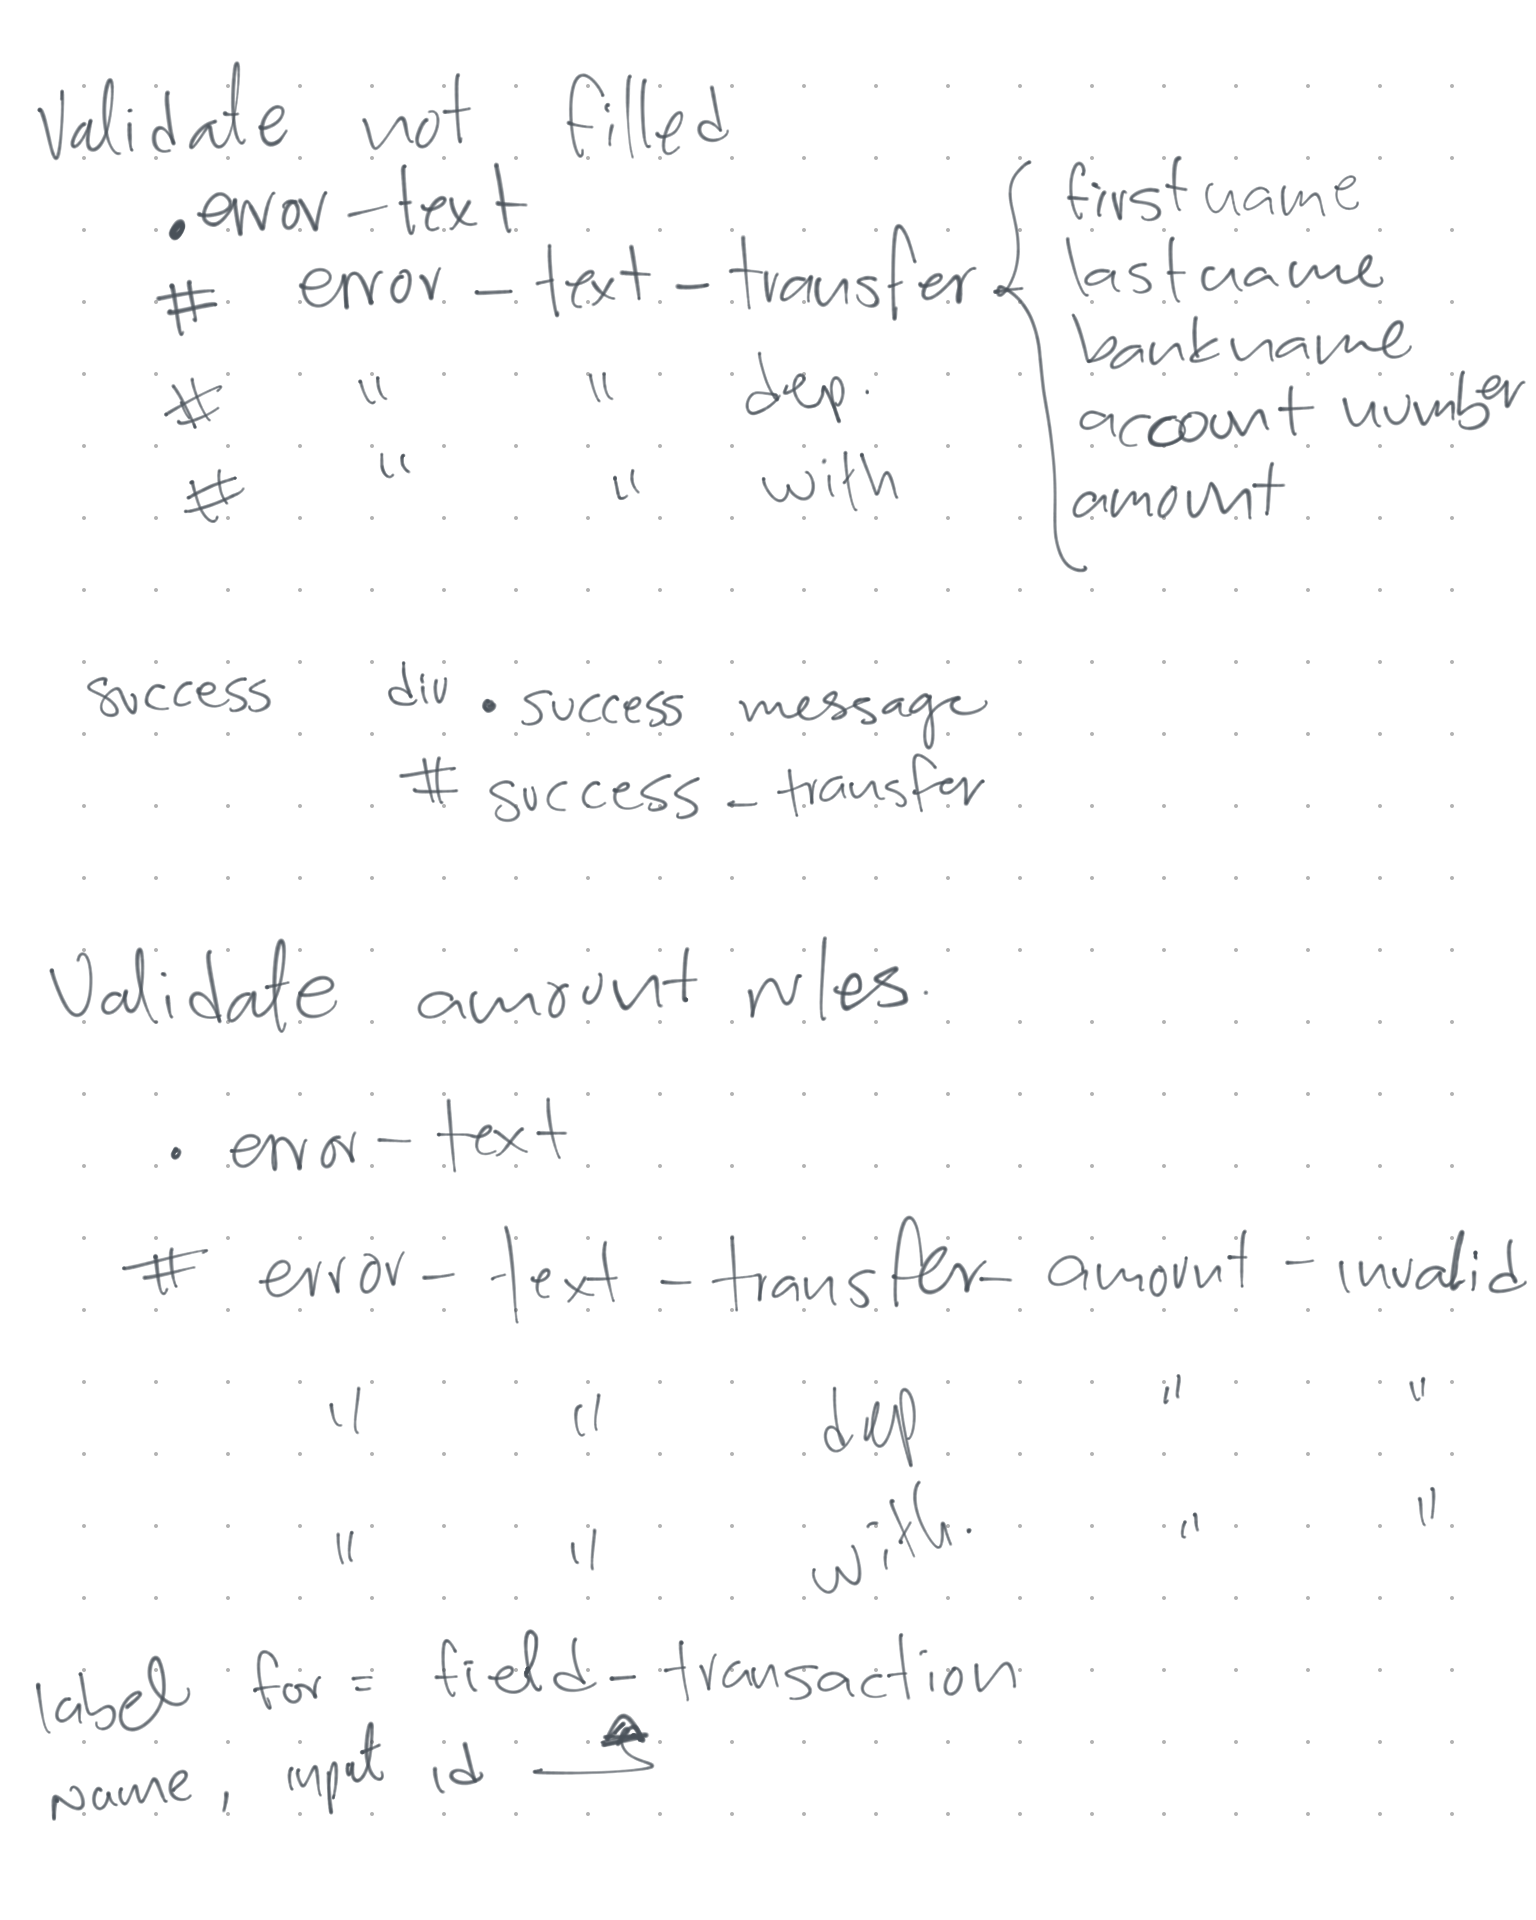 Validate not filled
.error-text
# error-text-transfer
firstname
lastname
bankname
account number
amount
# " " dep.
# " " with
success div .success message
# success-transfer
Validate amount rules.
. error-text
# error-text-transfer-amount-invalid
" " dep " "
" " with. " "
label for = field-transaction
name, input id